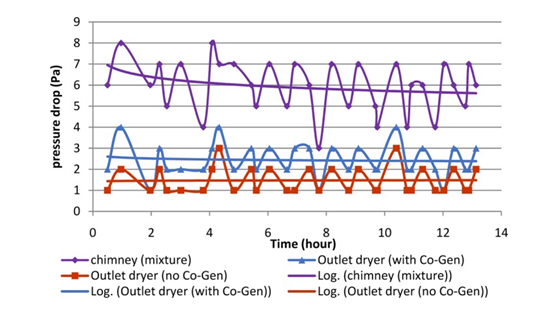 9
8
7
6
5
4
3
2
1
0
pressure drop (Pa)
0 2 4 6 8 10 12 14
Time (hour)
chimney (mixture) Outlet dryer (with Co-Gen)
Outlet dryer (no Co-Gen) Log. (chimney (mixture))
Log. (Outlet dryer (with Co-Gen)) Log. (Outlet dryer (no Co-Gen))